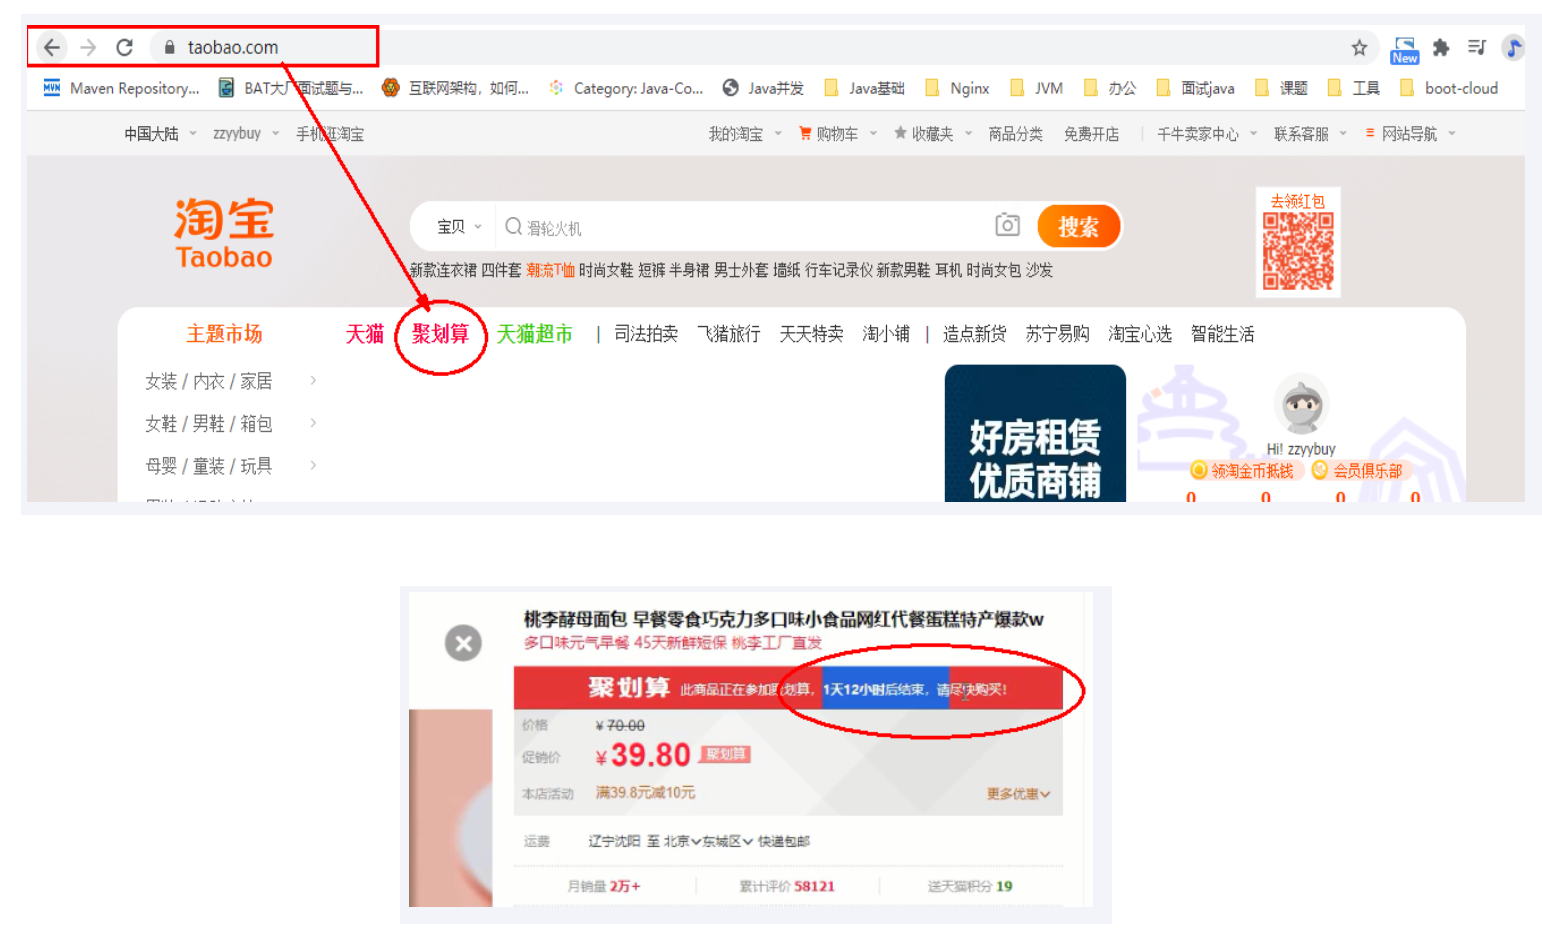 taobao.com
New
Maven Repository... BAT大厂面试题与... 互联网架构，如何... Category: Java-Co... Java并发 Java基础 Nginx JVM 办公 面试java 课题 工具 boot-cloud
中国大陆 zzyybuy 手机逛淘宝 我的淘宝 购物车 收藏夹 商品分类 免费开店 千牛卖家中心 联系客服 网站导航
去领红包
淘宝
Taobao
宝贝 滑轮火机 搜索
新款连衣裙 四件套 潮流T恤 时尚女鞋 短裤 半身裙 男士外套 墙纸 行车记录仪 新款男鞋 耳机 时尚女包 沙发
主题市场 天猫 聚划算 天猫超市 | 司法拍卖 飞猪旅行 天天特卖 淘小铺 | 造点新货 苏宁易购 淘宝心选 智能生活
女装 / 内衣 / 家居
女鞋 / 男鞋 / 箱包
母婴 / 童装 / 玩具
好房租赁
优质商铺
Hi! zzyybuy
领淘金币抵钱 会员俱乐部
0 0 0 0
桃李酵母面包 早餐零食巧克力多口味小食品网红代餐蛋糕特产爆款w
多口味元气早餐 45天新鲜短保 桃李工厂直发
聚划算 此商品正在参加聚划算，1天12小时后结束，请尽快购买！
价格 ¥70.00
促销价 ¥39.80 聚划算
本店活动 满39.8元减10元 更多优惠
运费 辽宁沈阳 至 北京 东城区 快递包邮
月销量 2万+ 累计评价 58121 送天猫积分 19